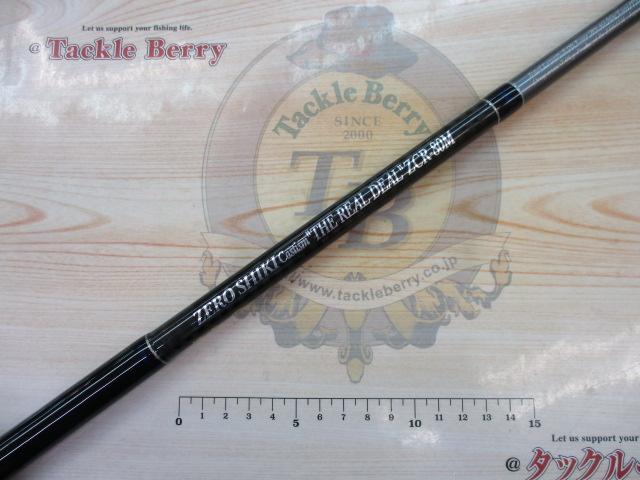 Let us support your fishing life.
@ Tackle Berry
Tackle Berry
SINCE
2000
TB
ZERO SHIKI Castism "THE REAL DEAL" ZCR-80M
www.tackleberry.co.jp
0 1 2 3 4 5 6 7 8 9 10 11 12 13 14 15
Let us support your fishing
@ タックル